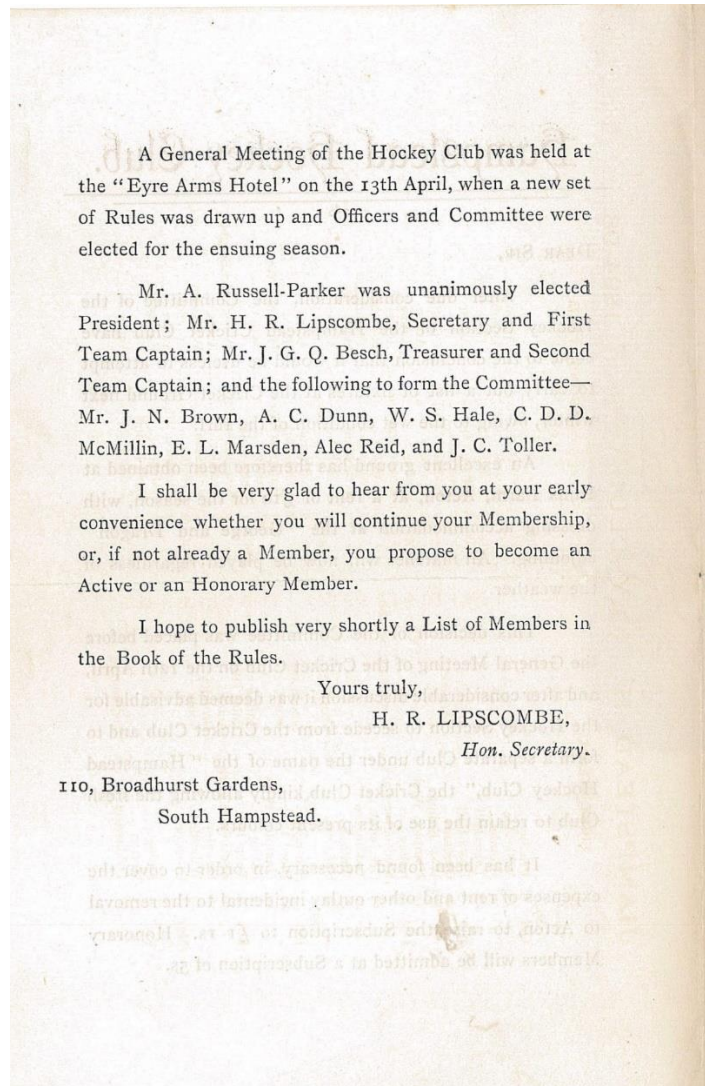 A General Meeting of the Hockey Club was held at
the "Eyre Arms Hotel" on the 13th April, when a new set
of Rules was drawn up and Officers and Committee were
elected for the ensuing season.
Mr. A. Russell-Parker was unanimously elected
President; Mr. H. R. Lipscombe, Secretary and First
Team Captain; Mr. J. G. Q. Besch, Treasurer and Second
Team Captain; and the following to form the Committee—
Mr. J. N. Brown, A. C. Dunn, W. S. Hale, C. D. D.
McMillin, E. L. Marsden, Alec Reid, and J. C. Toller.
I shall be very glad to hear from you at your early
convenience whether you will continue your Membership,
or, if not already a Member, you propose to become an
Active or an Honorary Member.
I hope to publish very shortly a List of Members in
the Book of the Rules.
Yours truly,
H. R. LIPSCOMBE,
Hon. Secretary.
110, Broadhurst Gardens,
South Hampstead.